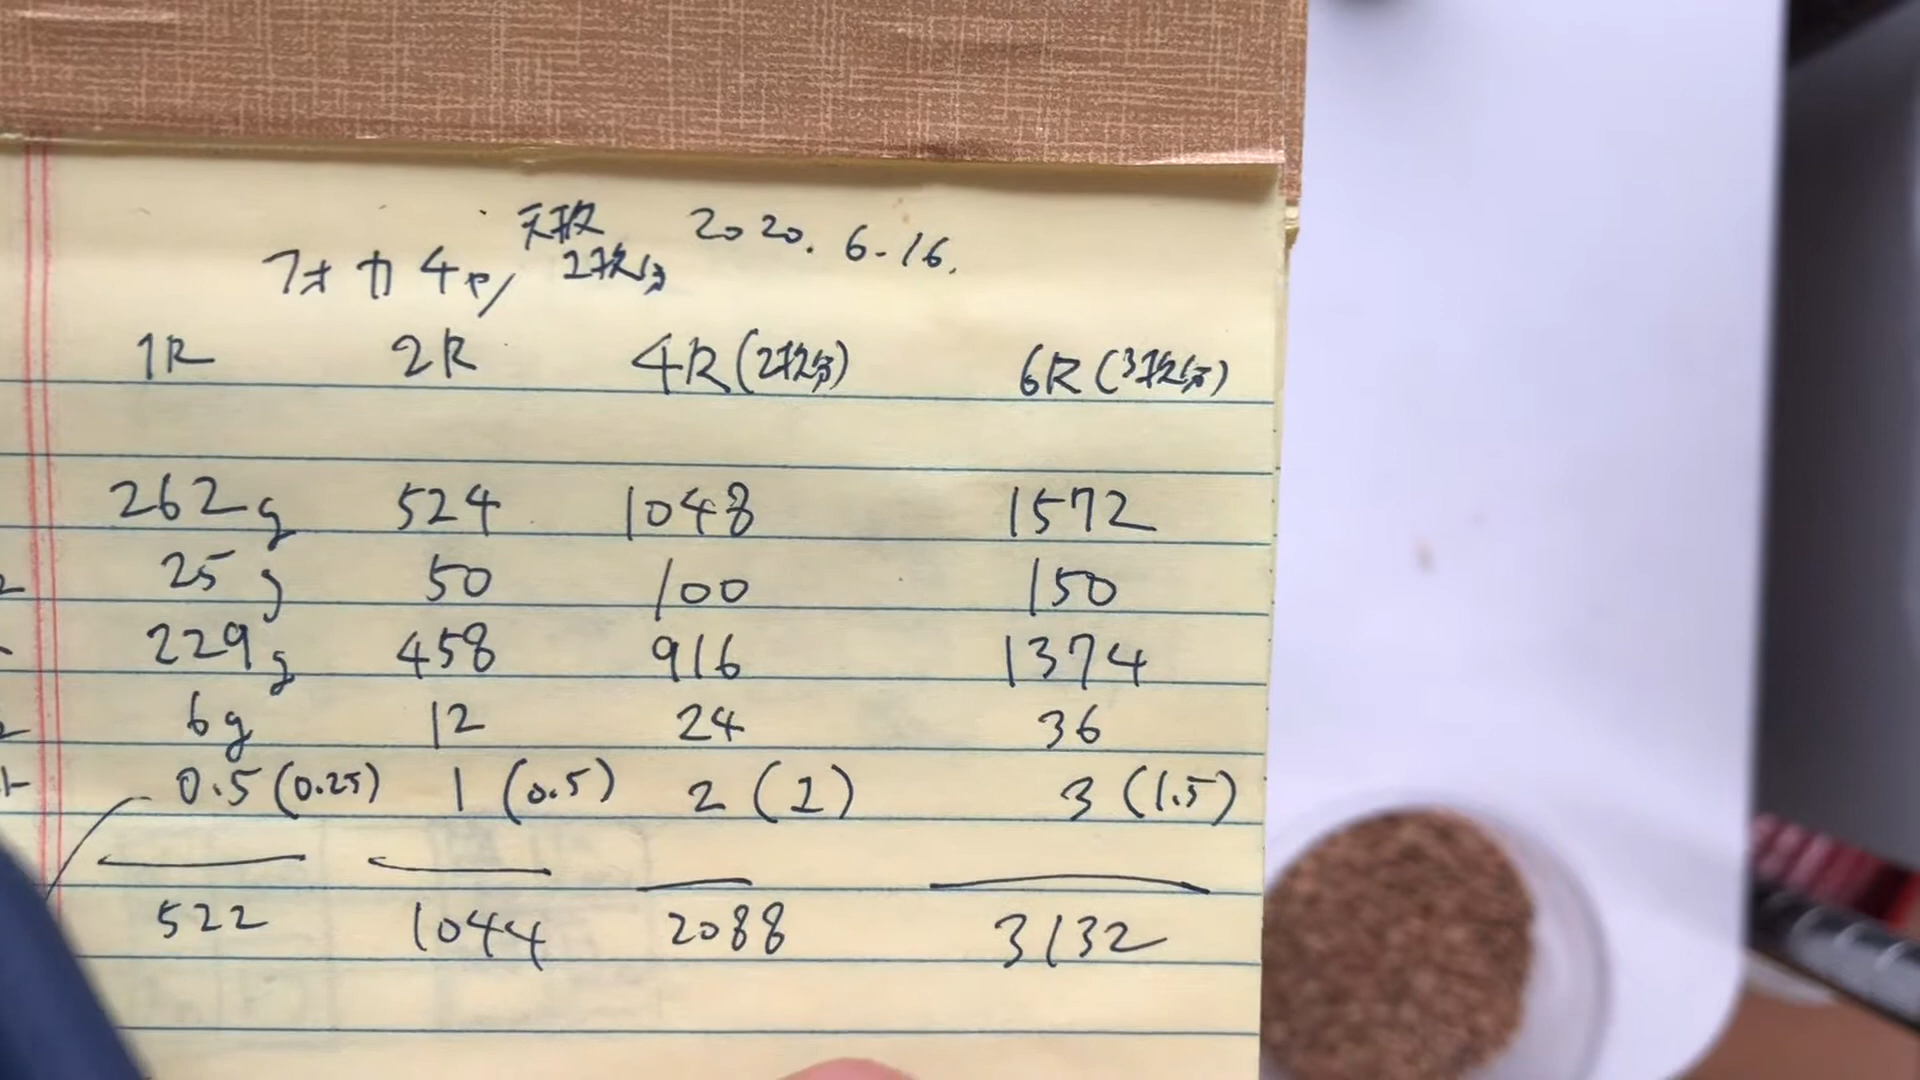 天板 2020.6-16.
フォカ4p/ 2枚分
1R 2R 4R(2枚分) 6R(3枚分)
262g 524 1048 1572
25g 50 100 150
229g 458 916 1374
6g 12 24 36
0.5(0.25) 1(0.5) 2(1) 3(1.5)
522 1044 2088 3132